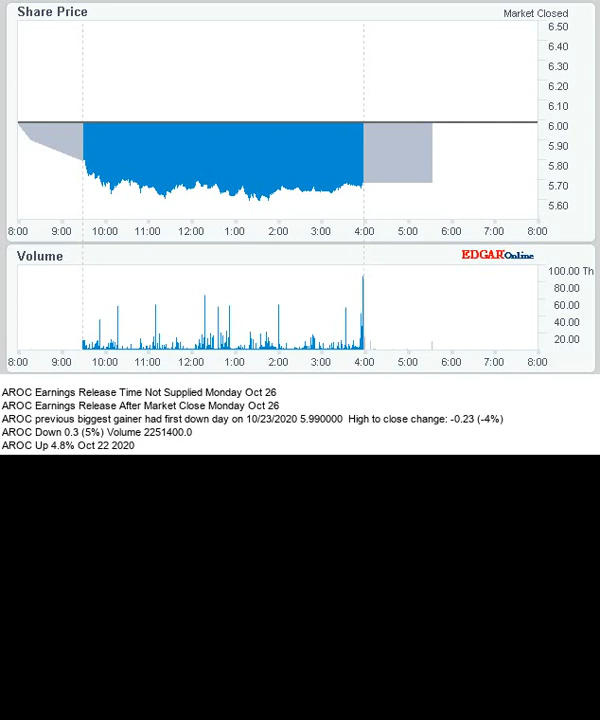 Share Price
Market Closed
6.50
6.40
6.30
6.20
6.10
6.00
5.90
5.80
5.70
5.60
8:00 9:00 10:00 11:00 12:00 1:00 2:00 3:00 4:00 5:00 6:00 7:00 8:00
Volume
EDGAR Online
100.00 Th
80.00
60.00
40.00
20.00
8:00 9:00 10:00 11:00 12:00 1:00 2:00 3:00 4:00 5:00 6:00 7:00 8:00
AROC Earnings Release Time Not Supplied Monday Oct 26
AROC Earnings Release After Market Close Monday Oct 26
AROC previous biggest gainer had first down day on 10/23/2020 5.990000 High to close change: -0.23 (-4%)
AROC Down 0.3 (5%) Volume 2251400.0
AROC Up 4.8% Oct 22 2020